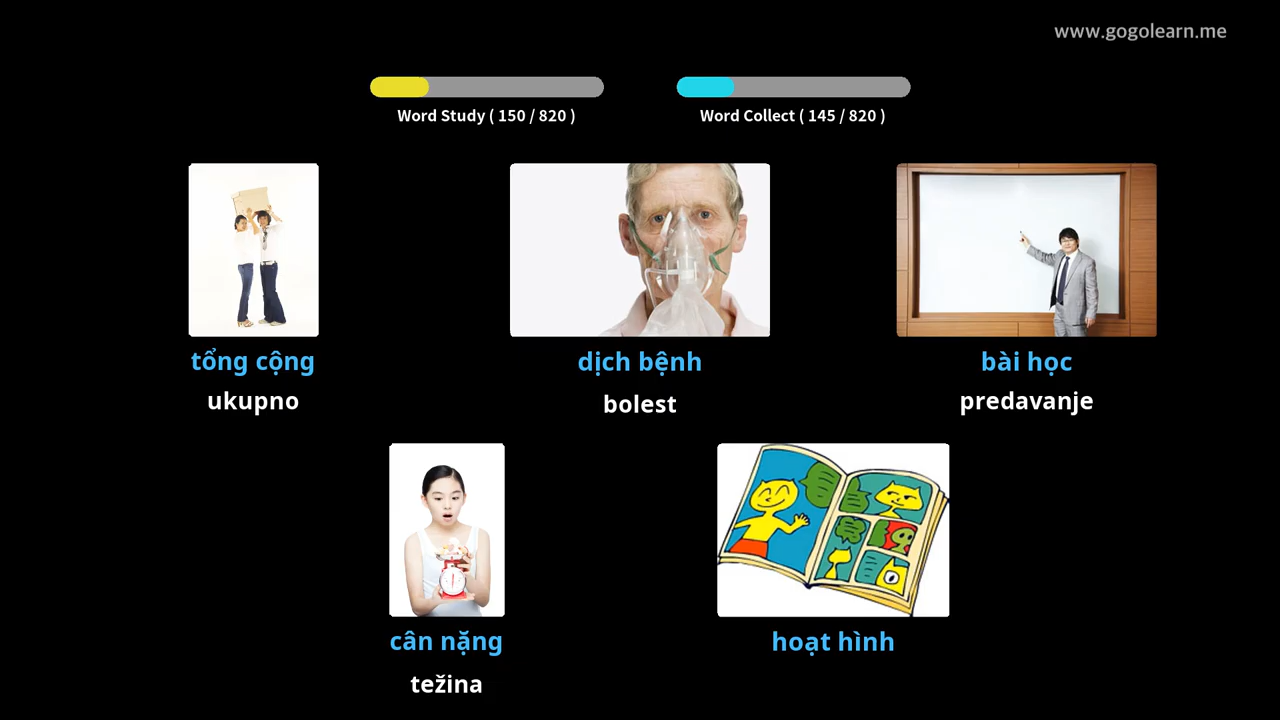 www.gogolearn.me
Word Study ( 150 / 820 )
Word Collect ( 145 / 820 )
tổng cộng
ukupno
dịch bệnh
bolest
bài học
predavanje
cân nặng
težina
hoạt hình